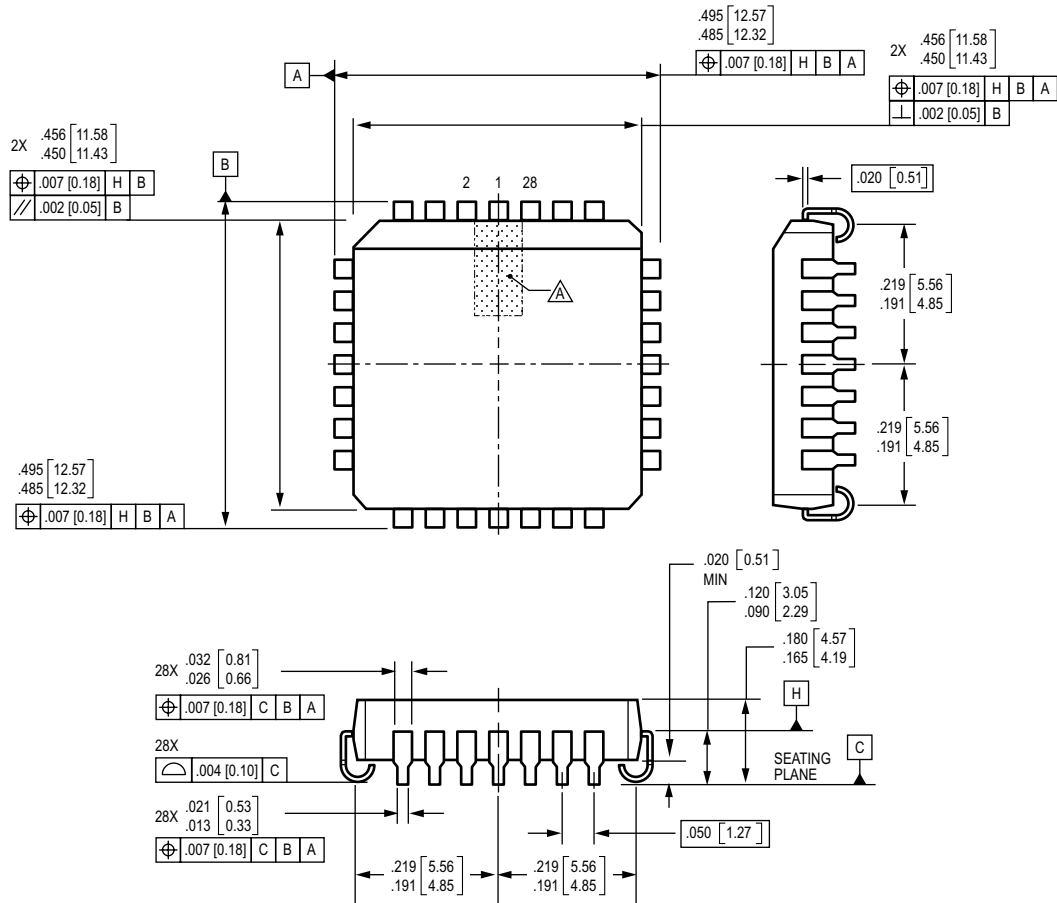 .495 [12.57]
.485 [12.32]
⌖ .007 [0.18] H B A
A
2X .456 [11.58]
.450 [11.43]
⌖ .007 [0.18] H B A
⊥ .002 [0.05] B
2X .456 [11.58]
.450 [11.43]
⌖ .007 [0.18] H B
// .002 [0.05] B
B
2 1 28
.020 [0.51]
A
.219 [5.56]
.191 [4.85]
.219 [5.56]
.191 [4.85]
.495 [12.57]
.485 [12.32]
⌖ .007 [0.18] H B A
.020 [0.51]
MIN
.120 [3.05]
.090 [2.29]
.180 [4.57]
.165 [4.19]
28X .032 [0.81]
.026 [0.66]
⌖ .007 [0.18] C B A
H
28X
⌓ .004 [0.10] C
SEATING
PLANE
C
28X .021 [0.53]
.013 [0.33]
⌖ .007 [0.18] C B A
.050 [1.27]
.219 [5.56]
.191 [4.85]
.219 [5.56]
.191 [4.85]